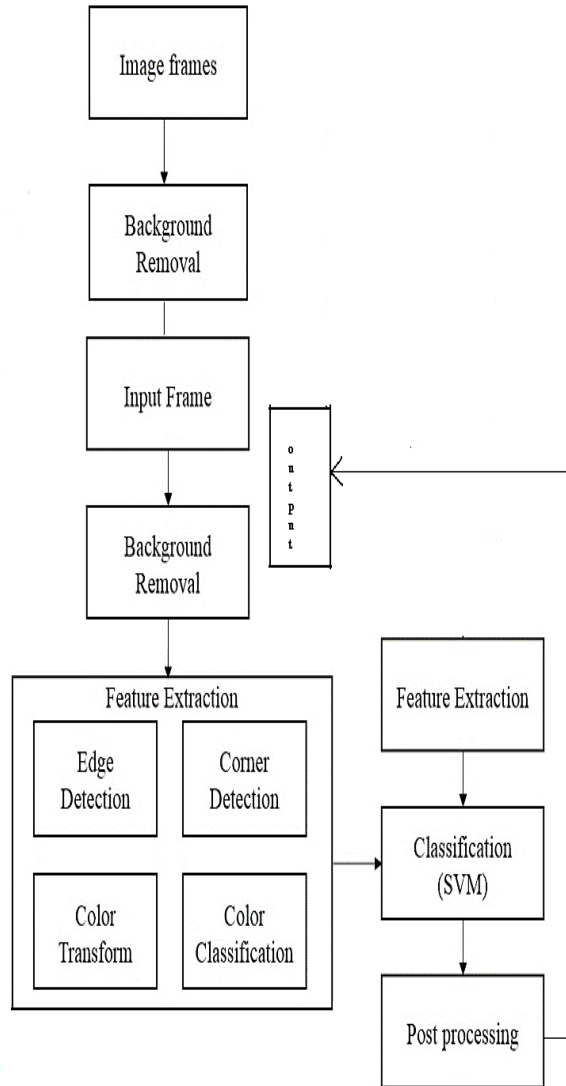 Image frames
Background
Removal
Input Frame
output
Background
Removal
Feature Extraction
Edge
Detection
Corner
Detection
Color
Transform
Color
Classification
Feature Extraction
Classification
(SVM)
Post processing